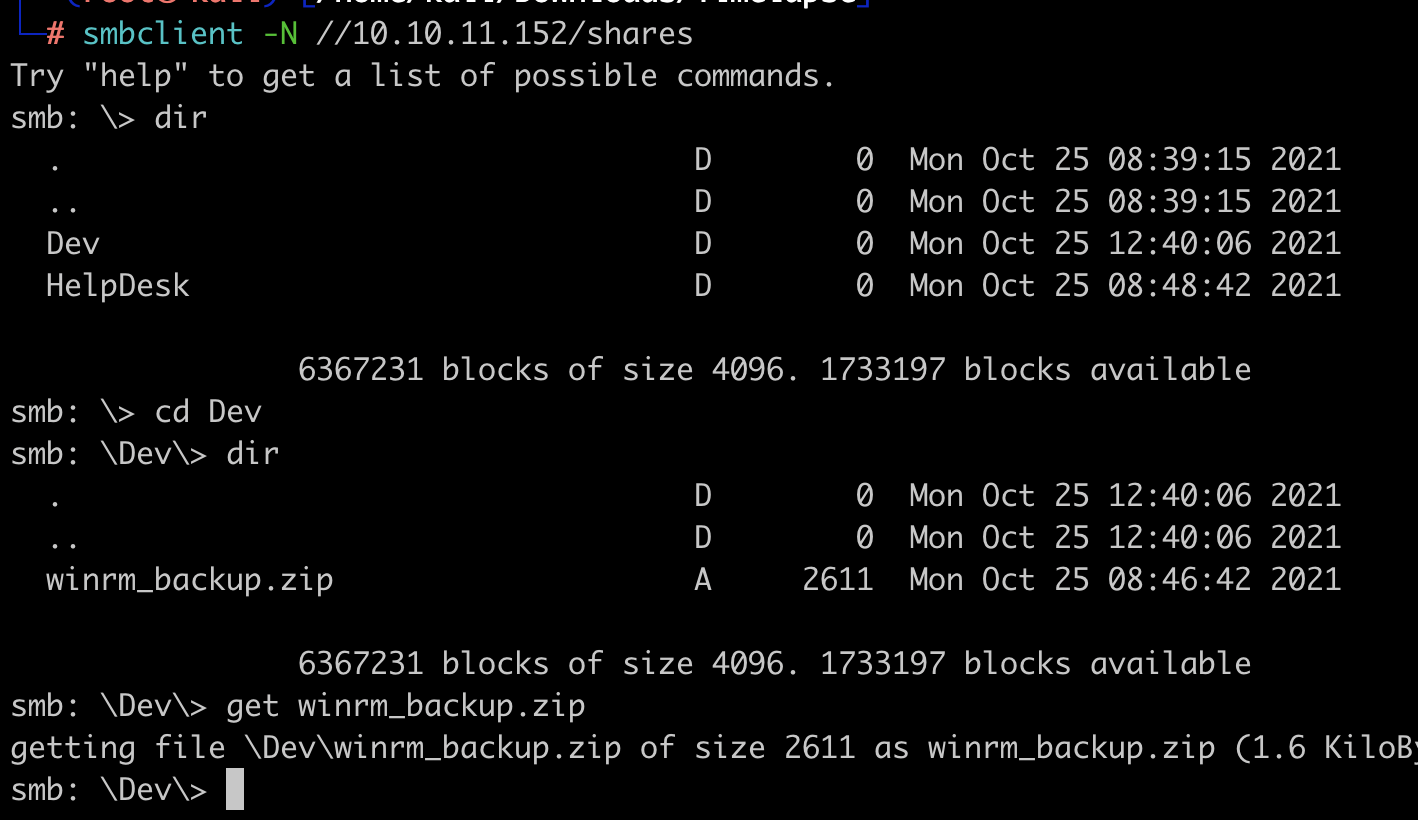 (root㉿kali)-[/home/kali/Downloads/Timelapse]
└─# smbclient -N //10.10.11.152/shares
Try "help" to get a list of possible commands.
smb: \> dir
  .                                   D        0  Mon Oct 25 08:39:15 2021
  ..                                  D        0  Mon Oct 25 08:39:15 2021
  Dev                                 D        0  Mon Oct 25 12:40:06 2021
  HelpDesk                            D        0  Mon Oct 25 08:48:42 2021
                6367231 blocks of size 4096. 1733197 blocks available
smb: \> cd Dev
smb: \Dev\> dir
  .                                   D        0  Mon Oct 25 12:40:06 2021
  ..                                  D        0  Mon Oct 25 12:40:06 2021
  winrm_backup.zip                    A     2611  Mon Oct 25 08:46:42 2021
                6367231 blocks of size 4096. 1733197 blocks available
smb: \Dev\> get winrm_backup.zip
getting file \Dev\winrm_backup.zip of size 2611 as winrm_backup.zip (1.6 KiloBy
smb: \Dev\>